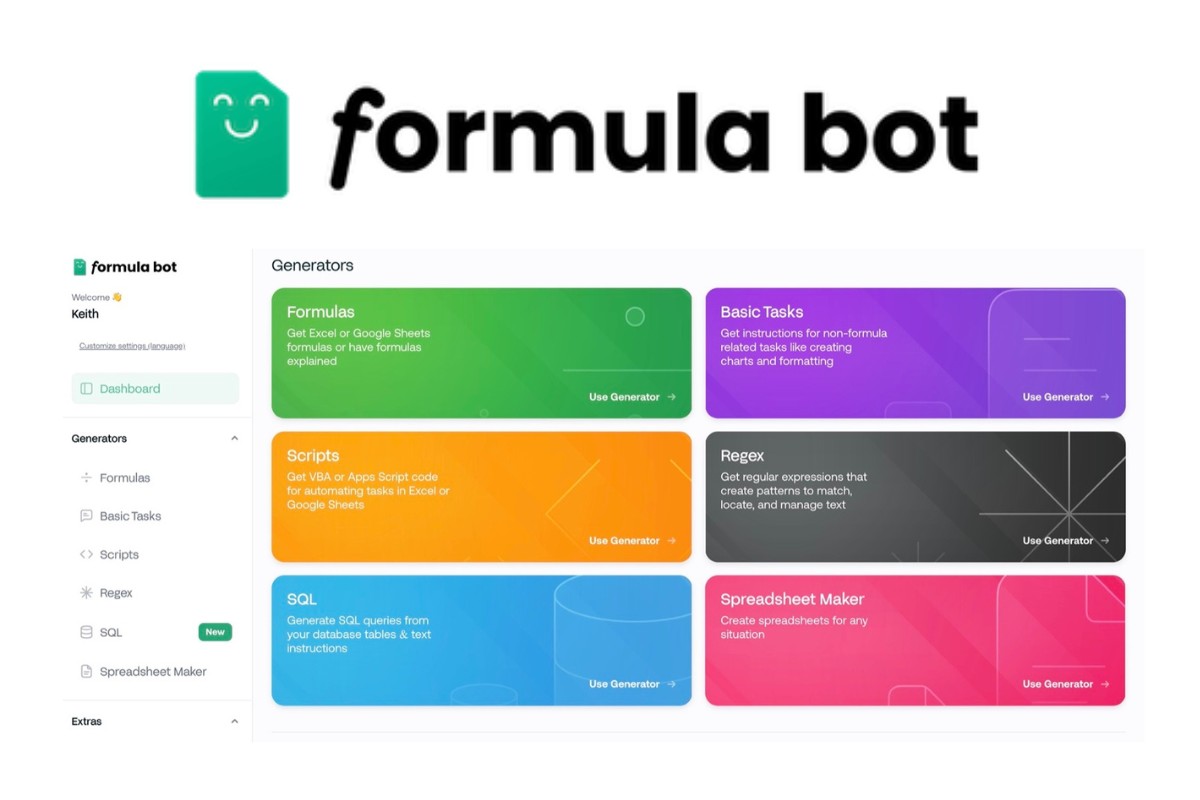 formula bot
formula bot
Welcome 👋
Keith
Customize settings (language)
Dashboard
Generators
Formulas
Basic Tasks
Scripts
Regex
SQL New
Spreadsheet Maker
Extras
Generators
Formulas
Get Excel or Google Sheets
formulas or have formulas
explained
Use Generator →
Basic Tasks
Get instructions for non-formula
related tasks like creating
charts and formatting
Use Generator →
Scripts
Get VBA or Apps Script code
for automating tasks in Excel or
Google Sheets
Use Generator →
Regex
Get regular expressions that
create patterns to match,
locate, and manage text
Use Generator →
SQL
Generate SQL queries from
your database tables & text
instructions
Use Generator →
Spreadsheet Maker
Create spreadsheets for any
situation
Use Generator →